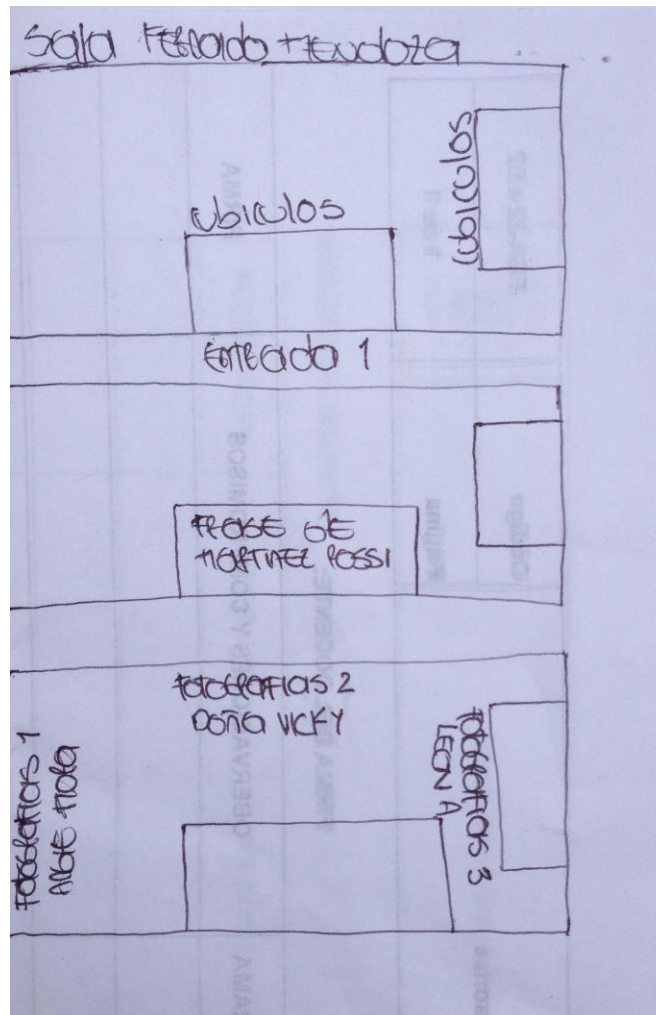 Sala Mendoza
cubiculos
cubiculos
Entrada 1
FRASE DE
MARTINEZ ROSSI
FOTOGRAFIAS 2
DOÑA VICKY
FOTOGRAFIAS 1
FOTOGRAFIAS 3
LEON A